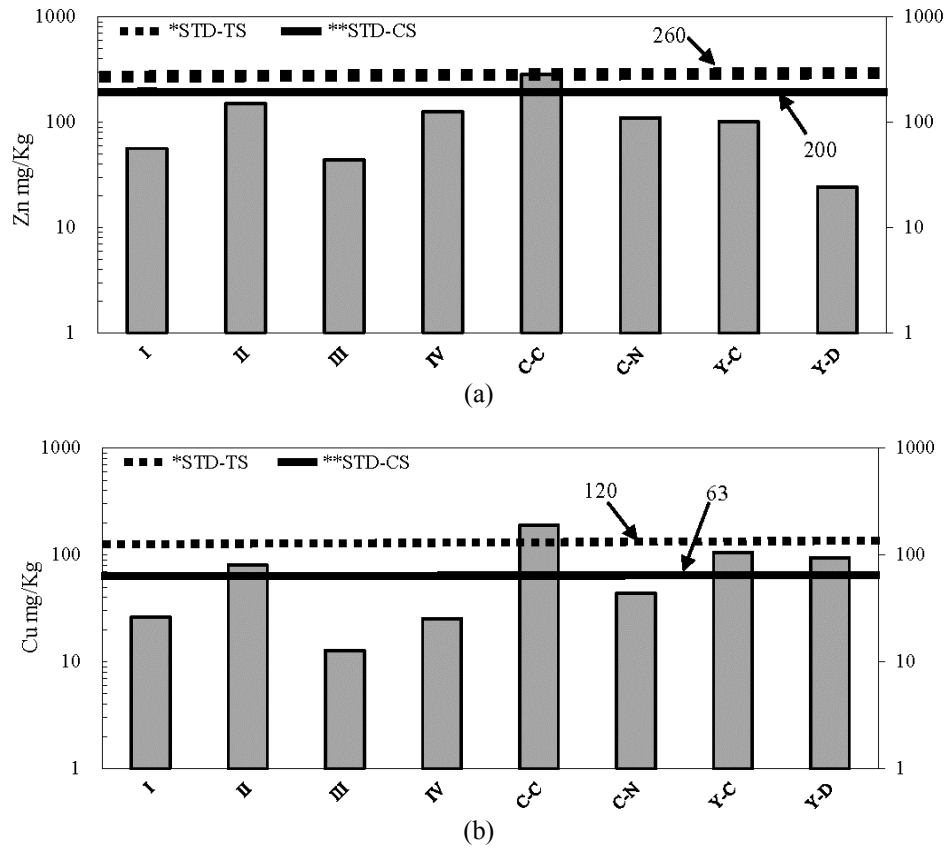 1000 *STD-TS **STD-CS 260 1000
100 200 100
10 10
1 1
Zn mg/Kg
I II III IV C-C C-N Y-C Y-D
(a)
1000 *STD-TS **STD-CS 1000
120 63
100 100
10 10
1 1
Cu mg/Kg
I II III IV C-C C-N Y-C Y-D
(b)